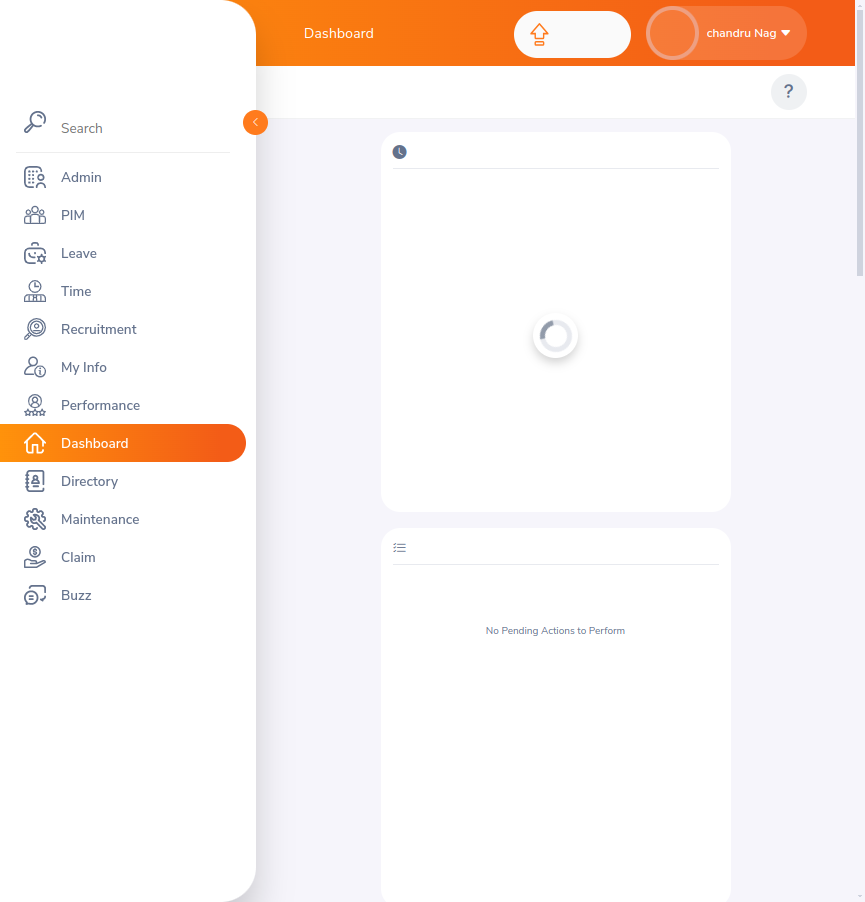 Dashboard
chandru Nag
?
Search
Admin
PIM
Leave
Time
Recruitment
My Info
Performance
Dashboard
Directory
Maintenance
Claim
Buzz
No Pending Actions to Perform